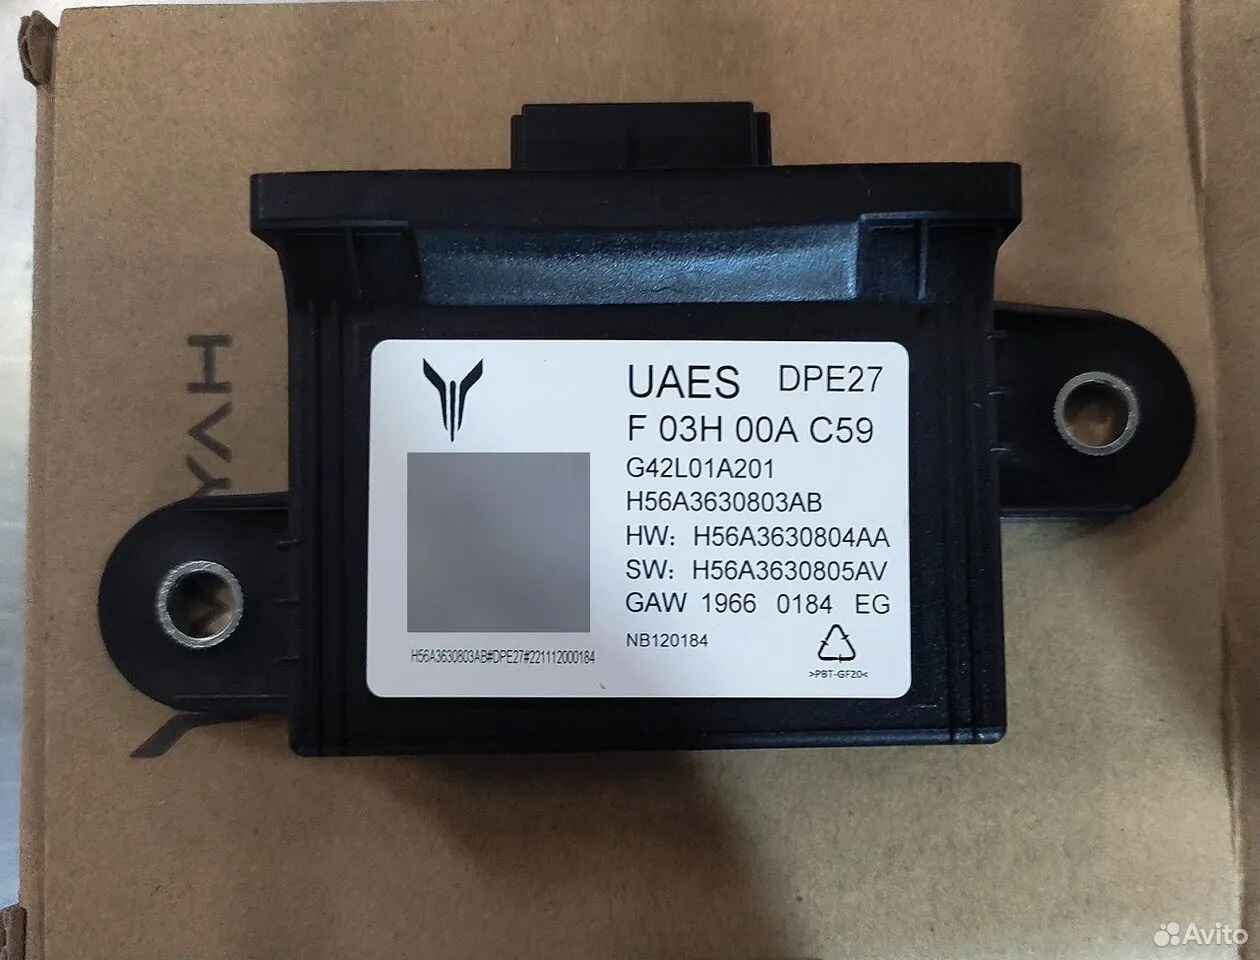 UAES DPE27
F 03H 00A C59
G42L01A201
H56A3630803AB
HW: H56A3630804AA
SW: H56A3630805AV
GAW 1966 0184 EG
NB120184
H56A3630803AB#DPE27#221112000184
>PBT-GF20<
YAH
Avito